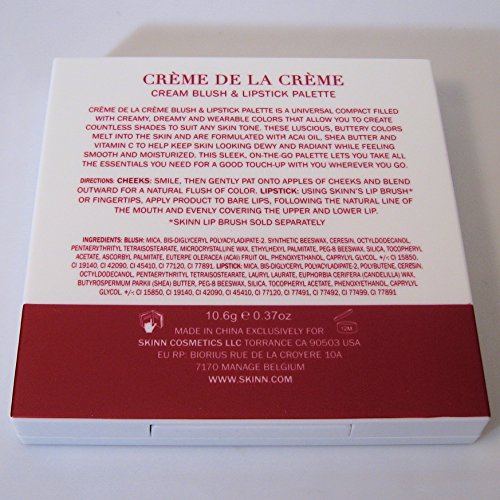 CRÈME DE LA CRÈME
CREAM BLUSH & LIPSTICK PALETTE
CRÈME DE LA CRÈME BLUSH & LIPSTICK PALETTE IS A UNIVERSAL COMPACT FILLED
WITH CREAMY, DREAMY AND WEARABLE COLORS THAT ALLOW YOU TO CREATE
COUNTLESS SHADES TO SUIT ANY SKIN TONE. THESE LUSCIOUS, BUTTERY COLORS
MELT INTO THE SKIN AND ARE FORMULATED WITH ACAI OIL, SHEA BUTTER AND
VITAMIN C TO HELP KEEP SKIN LOOKING DEWY AND RADIANT WHILE FEELING
SMOOTH AND MOISTURIZED. THIS SLEEK, ON-THE-GO PALETTE LETS YOU TAKE ALL
THE ESSENTIALS YOU NEED FOR A GOOD TOUCH-UP WITH YOU WHEREVER YOU GO.
DIRECTIONS: CHEEKS: SMILE, THEN GENTLY PAT ONTO APPLES OF CHEEKS AND BLEND
OUTWARD FOR A NATURAL FLUSH OF COLOR. LIPSTICK: USING SKINN'S LIP BRUSH*
OR FINGERTIPS, APPLY PRODUCT TO BARE LIPS, FOLLOWING THE NATURAL LINE OF
THE MOUTH AND EVENLY COVERING THE UPPER AND LOWER LIP.
*SKINN LIP BRUSH SOLD SEPARATELY
INGREDIENTS: BLUSH: MICA, BIS-DIGLYCERYL POLYACYLADIPATE-2, SYNTHETIC BEESWAX, CERESIN, OCTYLDODECANOL,
PENTAERYTHRITYL TETRAISOSTEARATE, MICROCRYSTALLINE WAX, ETHYLHEXYL PALMITATE, PEG-8 BEESWAX, SILICA, TOCOPHERYL
ACETATE, ASCORBYL PALMITATE, EUTERPE OLERACEA (ACAI) FRUIT OIL, PHENOXYETHANOL, CAPRYLYL GLYCOL. +/-: CI 15850,
CI 19140, CI 42090, CI 45410, CI 77120, CI 77891. LIPSTICK: MICA, BIS-DIGLYCERYL POLYACYLADIPATE-2, POLYBUTENE, CERESIN,
OCTYLDODECANOL, PENTAERYTHRITYL TETRAISOSTEARATE, LAURYL LAURATE, EUPHORBIA CERIFERA (CANDELILLA) WAX,
BUTYROSPERMUM PARKII (SHEA) BUTTER, PEG-8 BEESWAX, SILICA, TOCOPHERYL ACETATE, PHENOXYETHANOL, CAPRYLYL
GLYCOL. +/-: CI 15850, CI 19140, CI 42090, CI 45410, CI 77120, CI 77491, CI 77492, CI 77499, CI 77891
10.6g ℮ 0.37oz
MADE IN CHINA EXCLUSIVELY FOR
SKINN COSMETICS LLC TORRANCE CA 90503 USA
EU RP: BIORIUS RUE DE LA CROYERE 10A
7170 MANAGE BELGIUM
WWW.SKINN.COM
12M